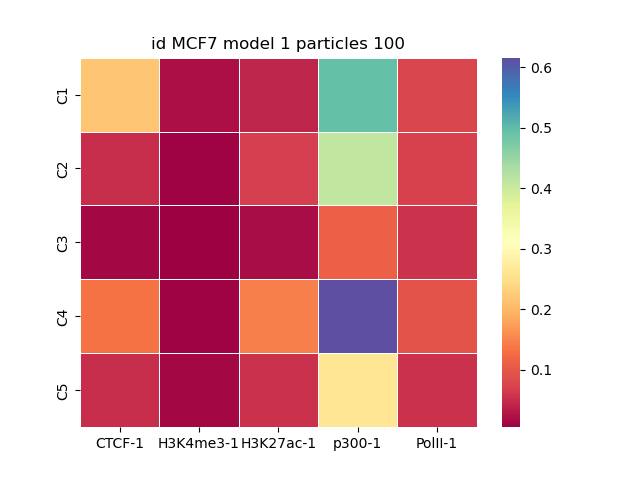 id MCF7 model 1 particles 100
C1
C2
C3
C4
C5
CTCF-1 H3K4me3-1 H3K27ac-1 p300-1 PolII-1
0.6
0.5
0.4
0.3
0.2
0.1